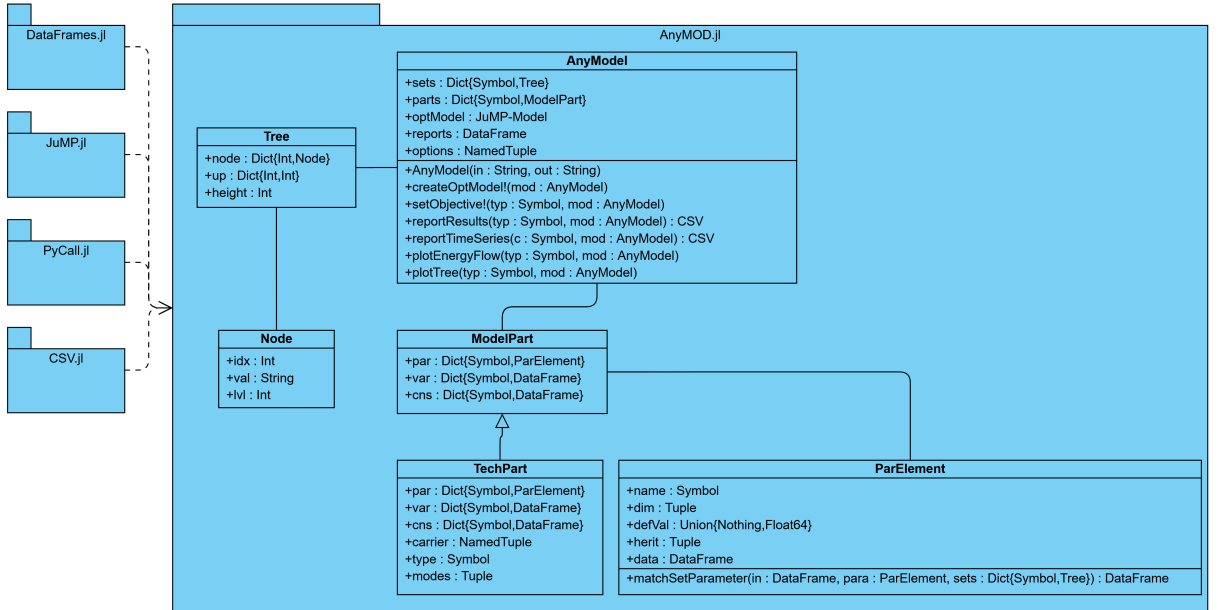 DataFrames.jl
JuMP.jl
PyCall.jl
CSV.jl
AnyMOD.jl
AnyModel
+sets : Dict{Symbol,Tree}
+parts : Dict{Symbol,ModelPart}
+optModel : JuMP-Model
+reports : DataFrame
+options : NamedTuple
+AnyModel(in : String, out : String)
+createOptModel!(mod : AnyModel)
+setObjective!(typ : Symbol, mod : AnyModel)
+reportResults(typ : Symbol, mod : AnyModel) : CSV
+reportTimeSeries(c : Symbol, mod : AnyModel) : CSV
+plotEnergyFlow(typ : Symbol, mod : AnyModel)
+plotTree(typ : Symbol, mod : AnyModel)
Tree
+node : Dict{Int,Node}
+up : Dict{Int,Int}
+height : Int
Node
+idx : Int
+val : String
+lvl : Int
ModelPart
+par : Dict{Symbol,ParElement}
+var : Dict{Symbol,DataFrame}
+cns : Dict{Symbol,DataFrame}
TechPart
+par : Dict{Symbol,ParElement}
+var : Dict{Symbol,DataFrame}
+cns : Dict{Symbol,DataFrame}
+carrier : NamedTuple
+type : Symbol
+modes : Tuple
ParElement
+name : Symbol
+dim : Tuple
+defVal : Union{Nothing,Float64}
+herit : Tuple
+data : DataFrame
+matchSetParameter(in : DataFrame, para : ParElement, sets : Dict{Symbol,Tree}) : DataFrame